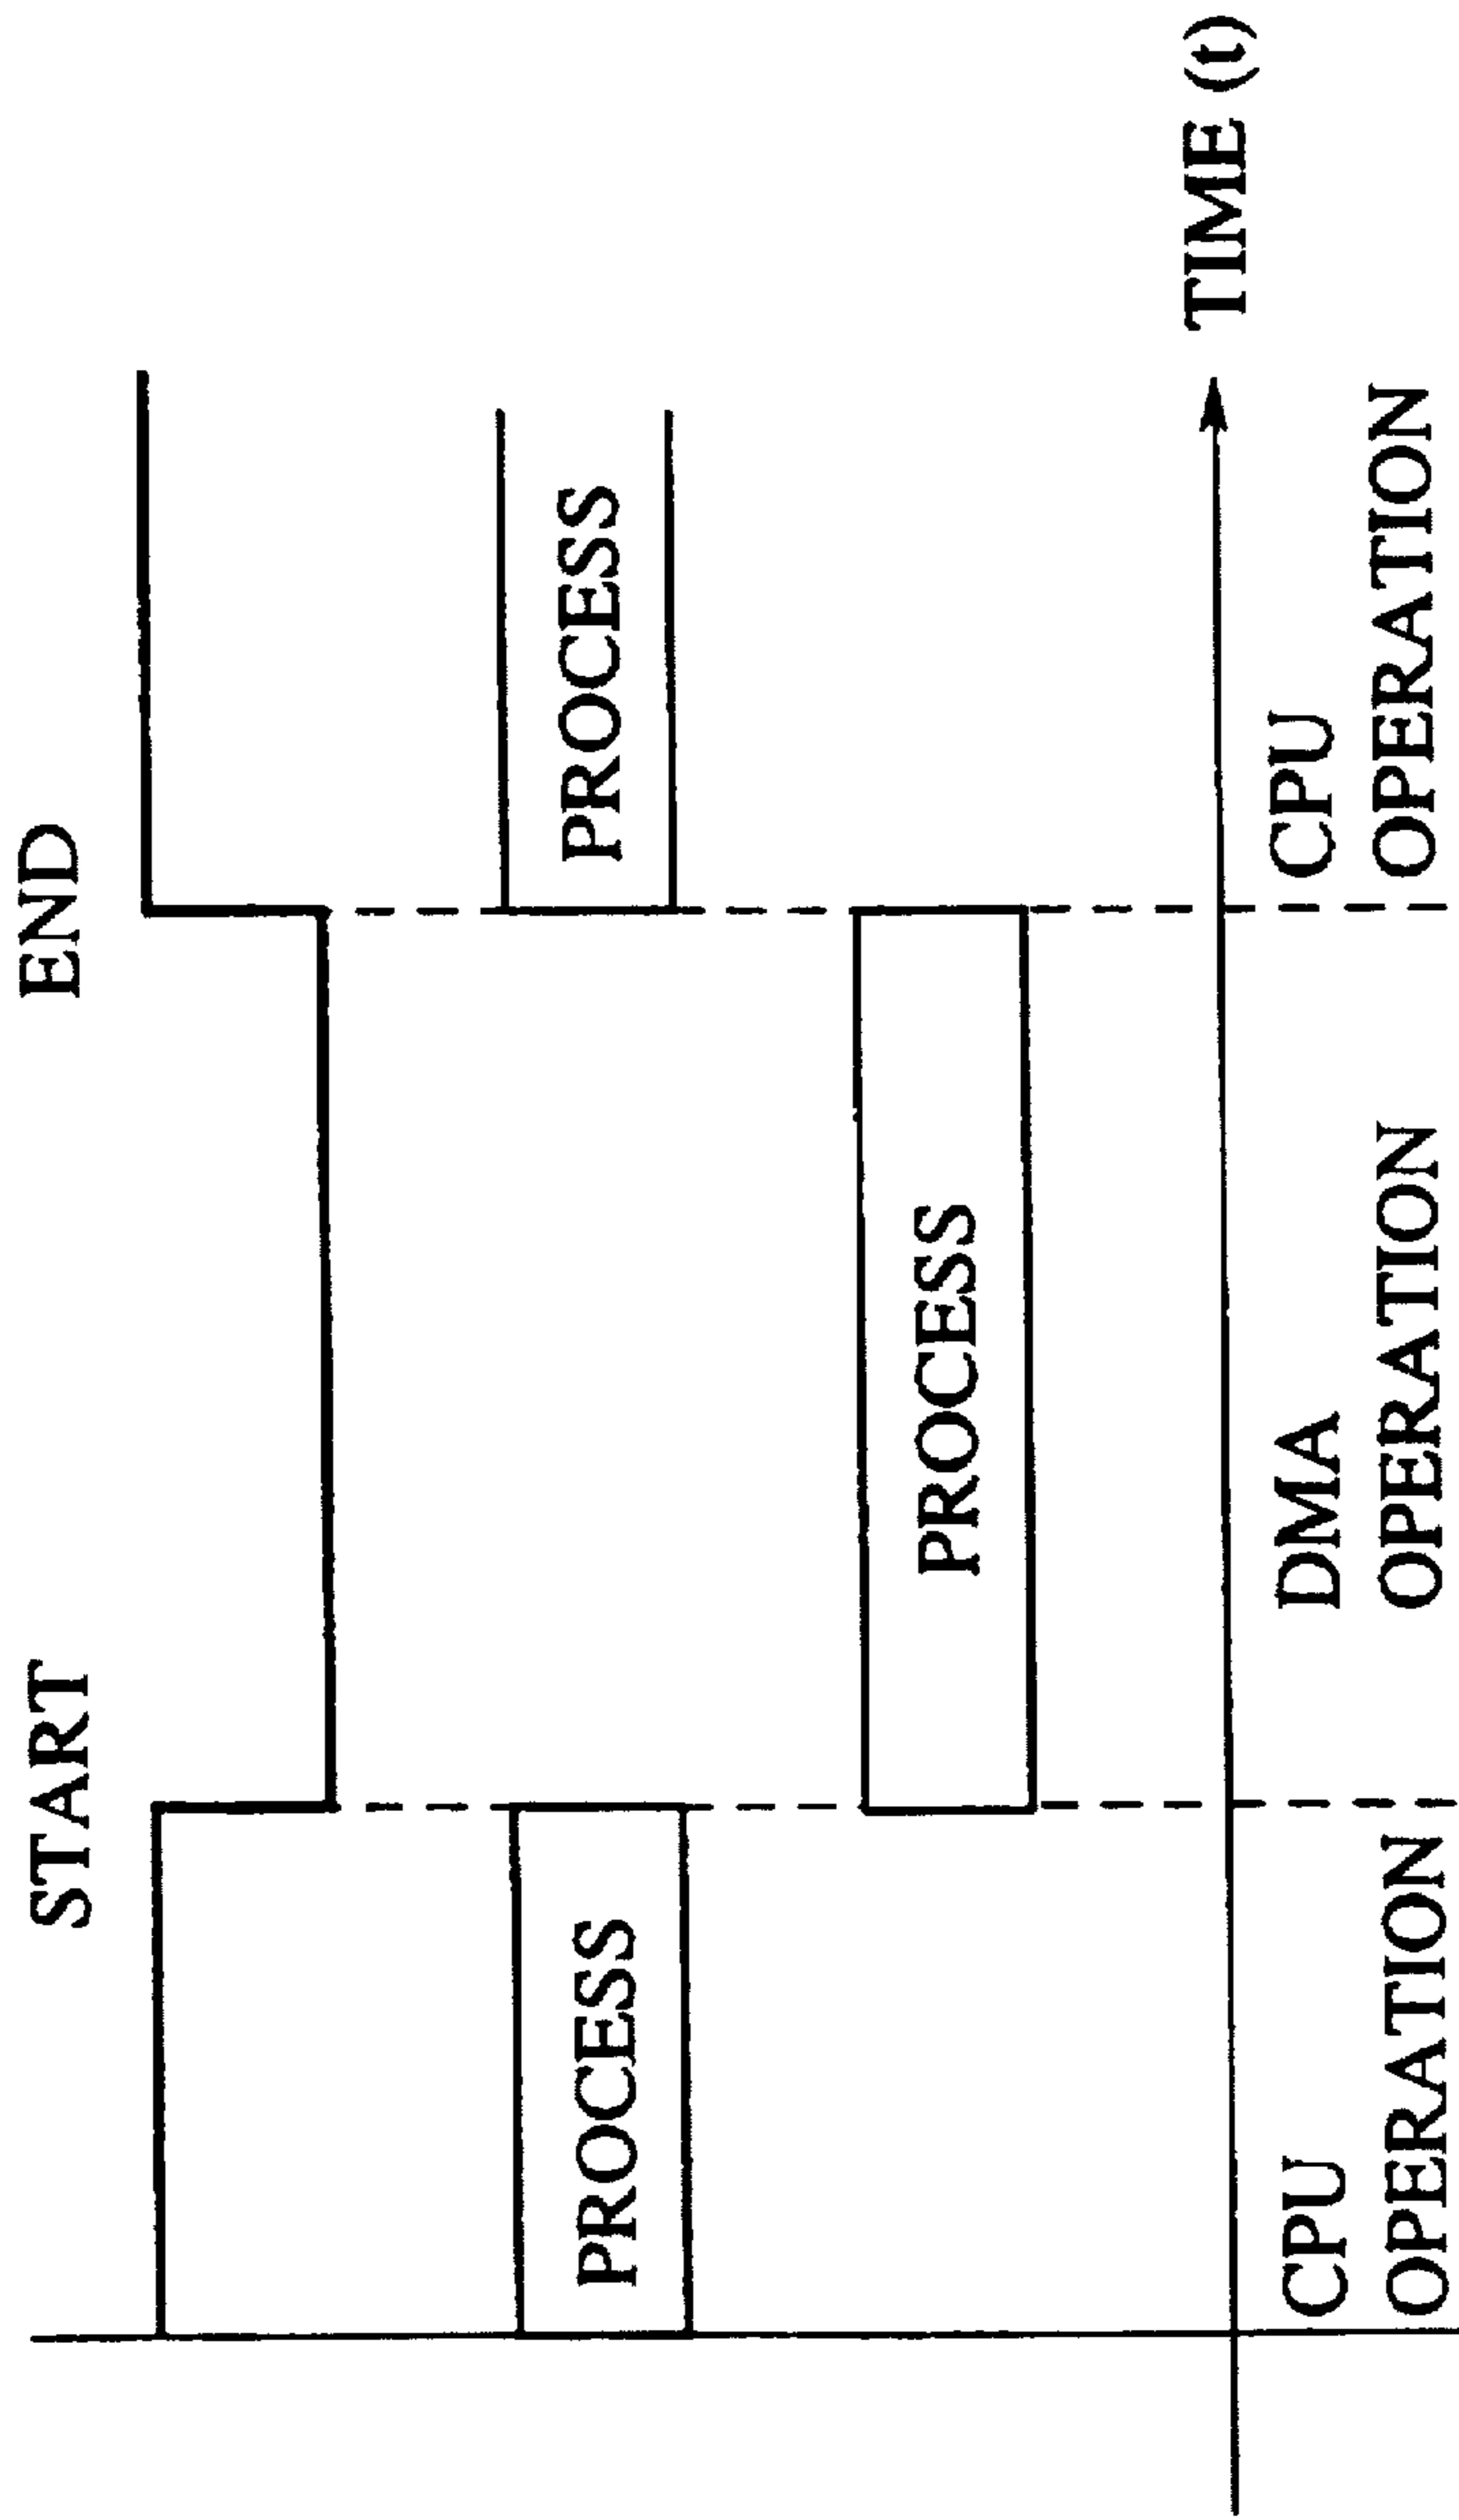 START
END
PROCESS
PROCESS
PROCESS
TIME (t)
CPU
OPERATION
DMA
OPERATION
CPU
OPERATION